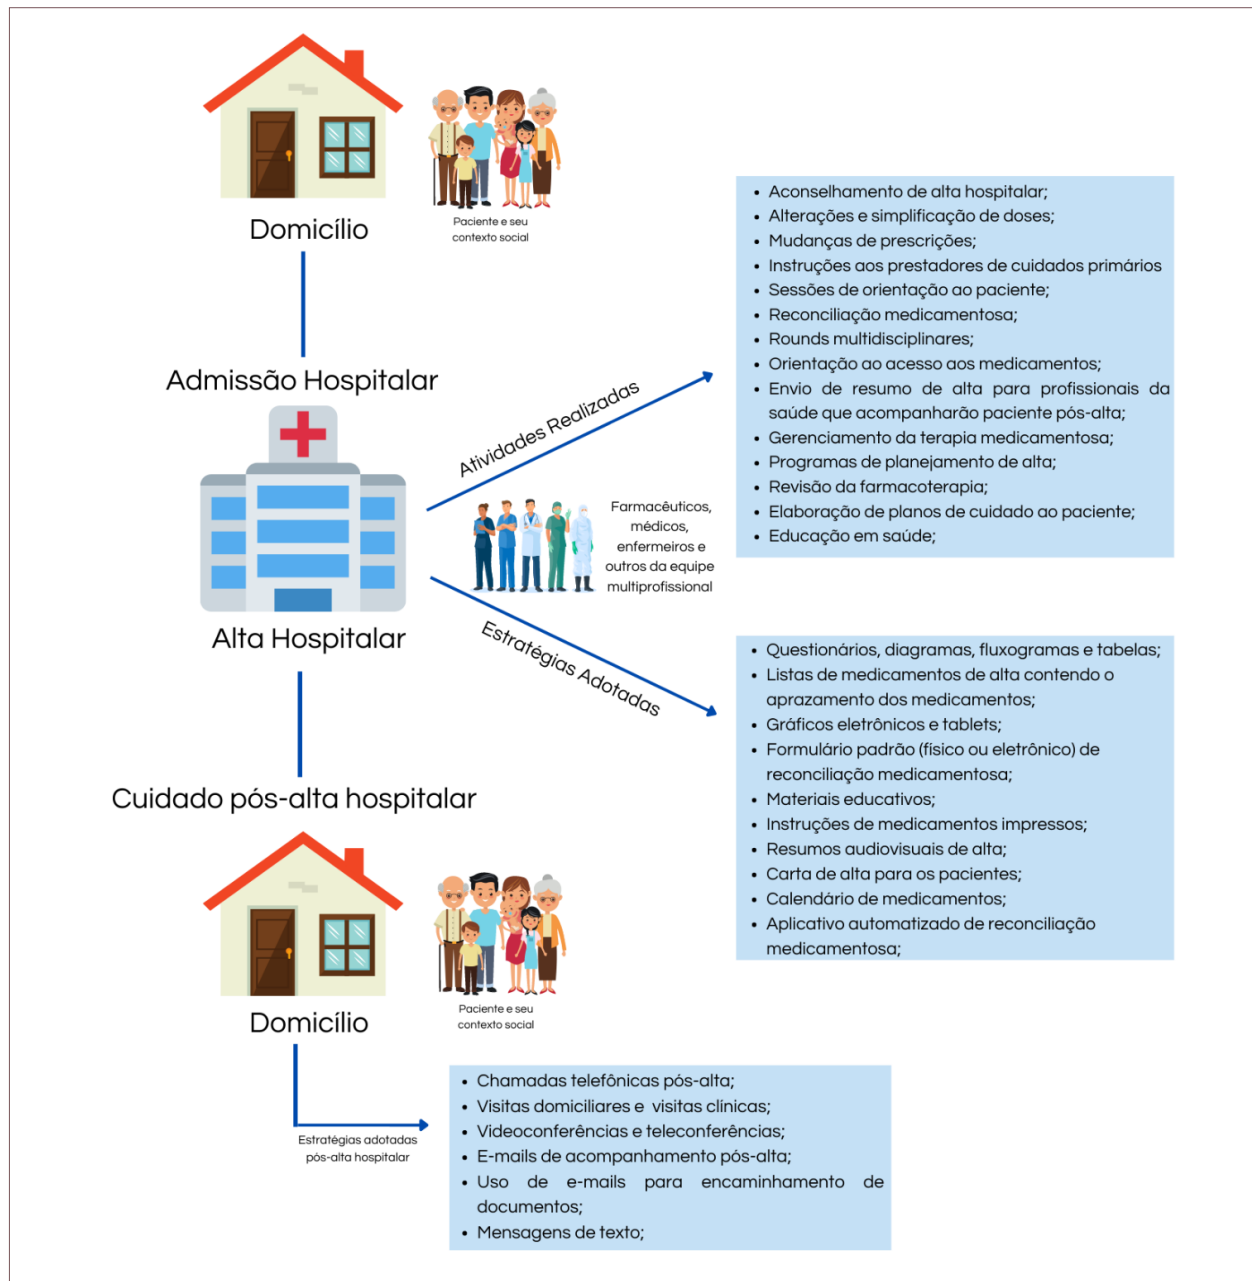 Domicílio
Paciente e seu
contexto social
Admissão Hospitalar
Atividades Realizadas
• Aconselhamento de alta hospitalar;
• Alterações e simplificação de doses;
• Mudanças de prescrições;
• Instruções aos prestadores de cuidados primários
• Sessões de orientação ao paciente;
• Reconciliação medicamentosa;
• Rounds multidisciplinares;
• Orientação ao acesso aos medicamentos;
• Envio de resumo de alta para profissionais da
saúde que acompanharão paciente pós-alta;
• Gerenciamento da terapia medicamentosa;
• Programas de planejamento de alta;
• Revisão da farmacoterapia;
• Elaboração de planos de cuidado ao paciente;
• Educação em saúde;
Farmacêuticos,
médicos,
enfermeiros e
outros da equipe
multiprofissional
Alta Hospitalar
Estratégias Adotadas
• Questionários, diagramas, fluxogramas e tabelas;
• Listas de medicamentos de alta contendo o
aprazamento dos medicamentos;
• Gráficos eletrônicos e tablets;
• Formulário padrão (físico ou eletrônico) de
reconciliação medicamentosa;
• Materiais educativos;
• Instruções de medicamentos impressos;
• Resumos audiovisuais de alta;
• Carta de alta para os pacientes;
• Calendário de medicamentos;
• Aplicativo automatizado de reconciliação
medicamentosa;
Cuidado pós-alta hospitalar
Domicílio
Paciente e seu
contexto social
Estratégias adotadas
pós-alta hospitalar
• Chamadas telefônicas pós-alta;
• Visitas domiciliares e visitas clínicas;
• Videoconferências e teleconferências;
• E-mails de acompanhamento pós-alta;
• Uso de e-mails para encaminhamento de
documentos;
• Mensagens de texto;